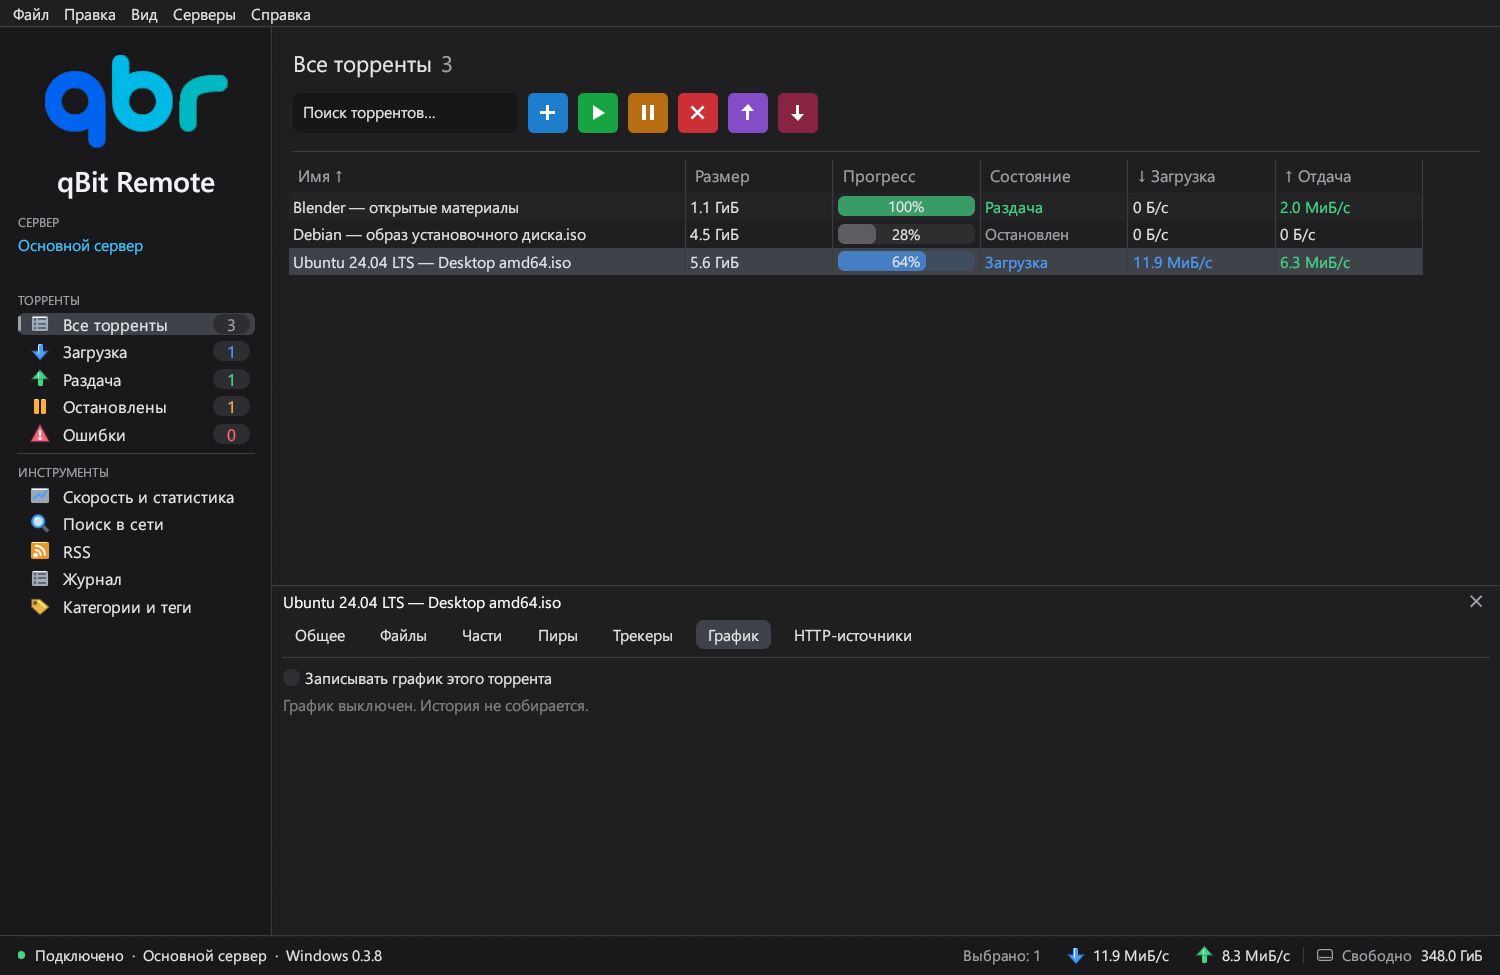 Файл Правка Вид Серверы Справка
qbr
qBit Remote
СЕРВЕР
Основной сервер
ТОРРЕНТЫ
Все торренты 3
Загрузка 1
Раздача 1
Остановлены 1
Ошибки 0
ИНСТРУМЕНТЫ
Скорость и статистика
Поиск в сети
RSS
Журнал
Категории и теги
Все торренты 3
Поиск торрентов...
Имя ↑ Размер Прогресс Состояние ↓ Загрузка ↑ Отдача
Blender — открытые материалы 1.1 ГиБ 100% Раздача 0 Б/с 2.0 МиБ/с
Debian — образ установочного диска.iso 4.5 ГиБ 28% Остановлен 0 Б/с 0 Б/с
Ubuntu 24.04 LTS — Desktop amd64.iso 5.6 ГиБ 64% Загрузка 11.9 МиБ/с 6.3 МиБ/с
Ubuntu 24.04 LTS — Desktop amd64.iso
Общее Файлы Части Пиры Трекеры График HTTP-источники
Записывать график этого торрента
График выключен. История не собирается.
Подключено · Основной сервер · Windows 0.3.8 Выбрано: 1 11.9 МиБ/с 8.3 МиБ/с Свободно 348.0 ГиБ